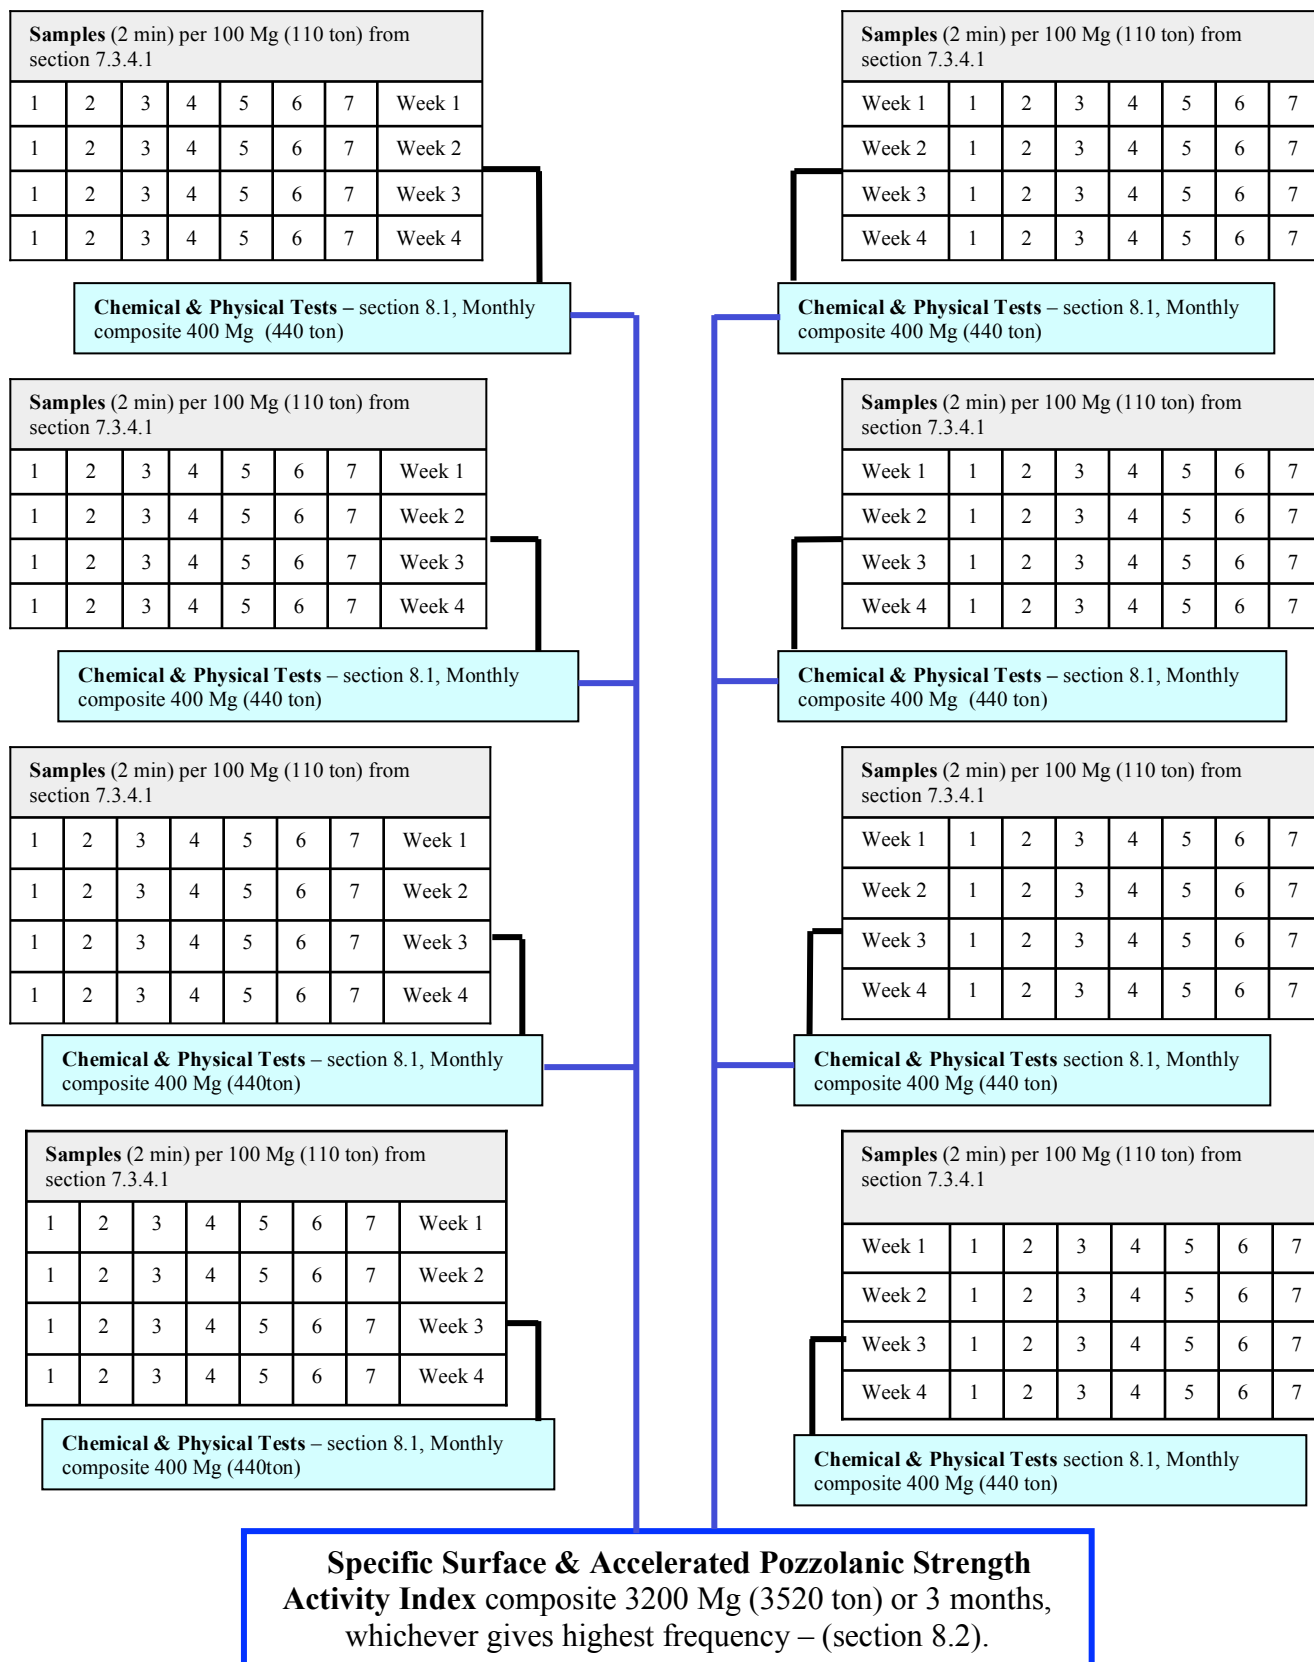 Samples (2 min) per 100 Mg (110 ton) from
section 7.3.4.1
1 2 3 4 5 6 7 Week 1
1 2 3 4 5 6 7 Week 2
1 2 3 4 5 6 7 Week 3
1 2 3 4 5 6 7 Week 4
Chemical & Physical Tests – section 8.1, Monthly
composite 400 Mg (440 ton)
Samples (2 min) per 100 Mg (110 ton) from
section 7.3.4.1
1 2 3 4 5 6 7 Week 1
1 2 3 4 5 6 7 Week 2
1 2 3 4 5 6 7 Week 3
1 2 3 4 5 6 7 Week 4
Chemical & Physical Tests – section 8.1, Monthly
composite 400 Mg (440 ton)
Samples (2 min) per 100 Mg (110 ton) from
section 7.3.4.1
1 2 3 4 5 6 7 Week 1
1 2 3 4 5 6 7 Week 2
1 2 3 4 5 6 7 Week 3
1 2 3 4 5 6 7 Week 4
Chemical & Physical Tests – section 8.1, Monthly
composite 400 Mg (440ton)
Samples (2 min) per 100 Mg (110 ton) from
section 7.3.4.1
1 2 3 4 5 6 7 Week 1
1 2 3 4 5 6 7 Week 2
1 2 3 4 5 6 7 Week 3
1 2 3 4 5 6 7 Week 4
Chemical & Physical Tests – section 8.1, Monthly
composite 400 Mg (440ton)
Samples (2 min) per 100 Mg (110 ton) from
section 7.3.4.1
Week 1 1 2 3 4 5 6 7
Week 2 1 2 3 4 5 6 7
Week 3 1 2 3 4 5 6 7
Week 4 1 2 3 4 5 6 7
Chemical & Physical Tests – section 8.1, Monthly
composite 400 Mg (440 ton)
Samples (2 min) per 100 Mg (110 ton) from
section 7.3.4.1
Week 1 1 2 3 4 5 6 7
Week 2 1 2 3 4 5 6 7
Week 3 1 2 3 4 5 6 7
Week 4 1 2 3 4 5 6 7
Chemical & Physical Tests – section 8.1, Monthly
composite 400 Mg (440 ton)
Samples (2 min) per 100 Mg (110 ton) from
section 7.3.4.1
Week 1 1 2 3 4 5 6 7
Week 2 1 2 3 4 5 6 7
Week 3 1 2 3 4 5 6 7
Week 4 1 2 3 4 5 6 7
Chemical & Physical Tests section 8.1, Monthly
composite 400 Mg (440 ton)
Samples (2 min) per 100 Mg (110 ton) from
section 7.3.4.1
Week 1 1 2 3 4 5 6 7
Week 2 1 2 3 4 5 6 7
Week 3 1 2 3 4 5 6 7
Week 4 1 2 3 4 5 6 7
Chemical & Physical Tests section 8.1, Monthly
composite 400 Mg (440 ton)
Specific Surface & Accelerated Pozzolanic Strength
Activity Index composite 3200 Mg (3520 ton) or 3 months,
whichever gives highest frequency – (section 8.2).